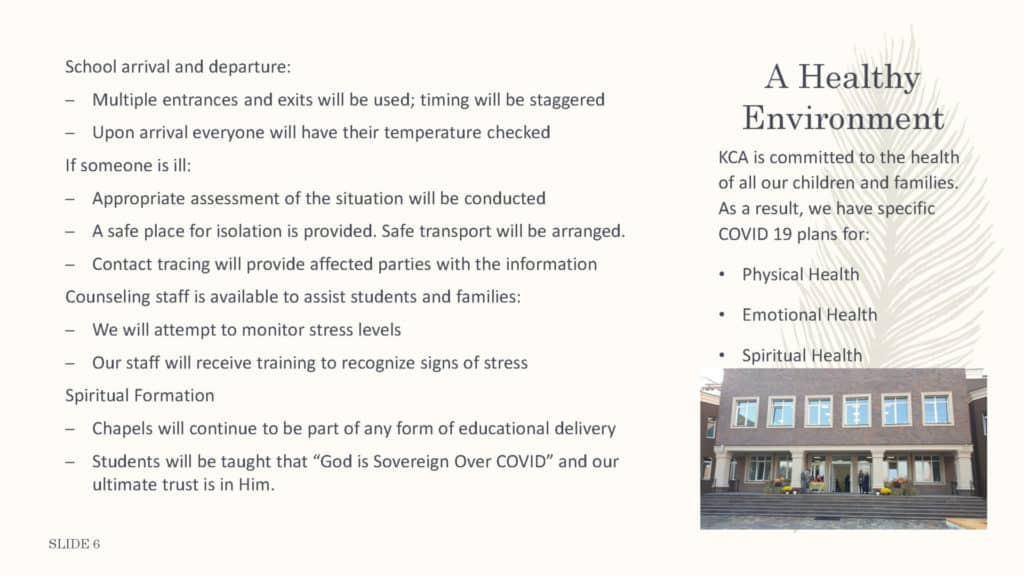 School arrival and departure:
– Multiple entrances and exits will be used; timing will be staggered
– Upon arrival everyone will have their temperature checked
If someone is ill:
– Appropriate assessment of the situation will be conducted
– A safe place for isolation is provided. Safe transport will be arranged.
– Contact tracing will provide affected parties with the information
Counseling staff is available to assist students and families:
– We will attempt to monitor stress levels
– Our staff will receive training to recognize signs of stress
Spiritual Formation
– Chapels will continue to be part of any form of educational delivery
– Students will be taught that “God is Sovereign Over COVID” and our
ultimate trust is in Him.
A Healthy
Environment
KCA is committed to the health
of all our children and families.
As a result, we have specific
COVID 19 plans for:
• Physical Health
• Emotional Health
• Spiritual Health
SLIDE 6